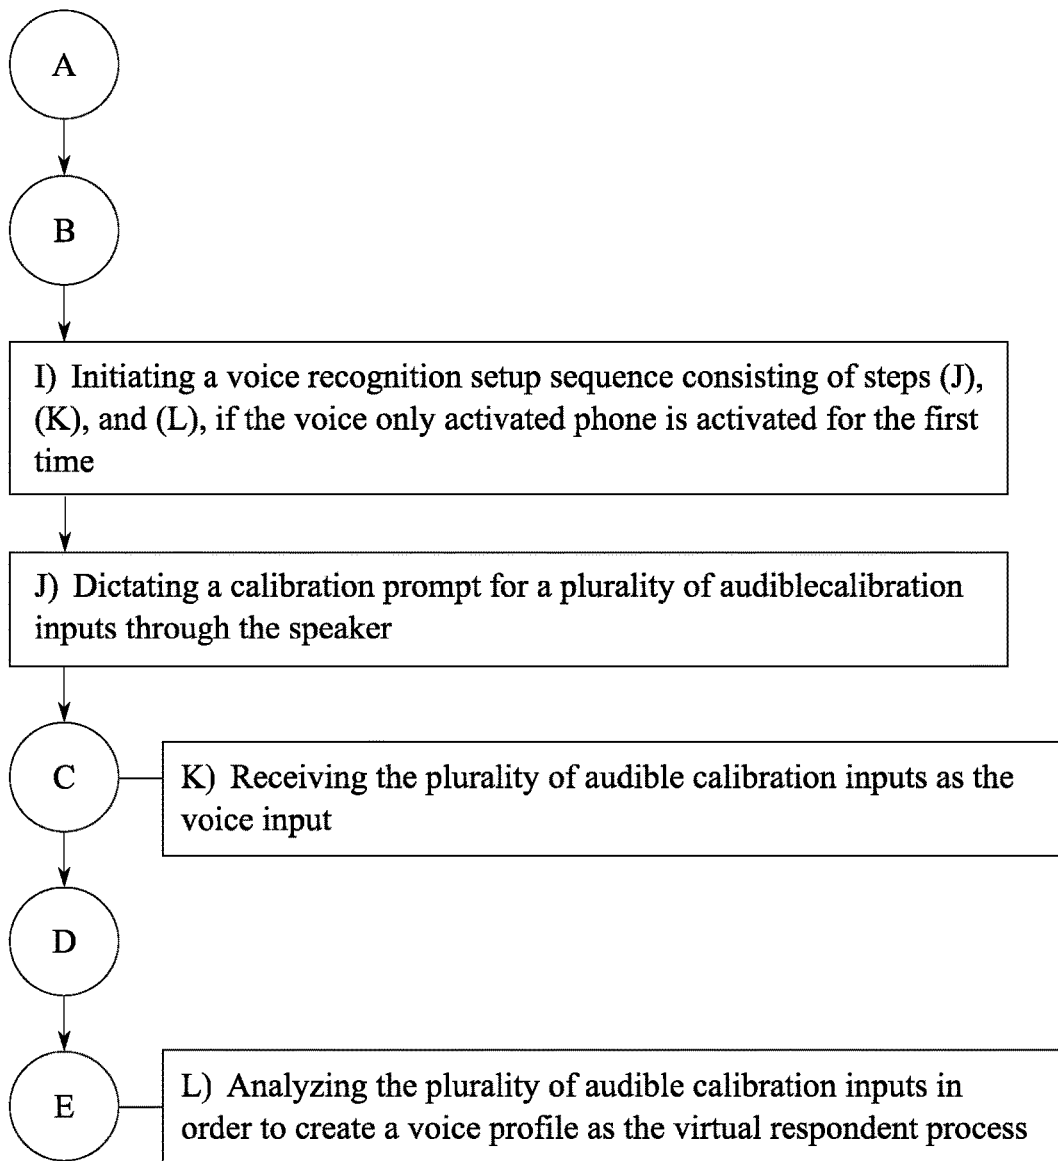 A
B
I) Initiating a voice recognition setup sequence consisting of steps (J),
(K), and (L), if the voice only activated phone is activated for the first
time
J) Dictating a calibration prompt for a plurality of audiblecalibration
inputs through the speaker
C
K) Receiving the plurality of audible calibration inputs as the
voice input
D
E
L) Analyzing the plurality of audible calibration inputs in
order to create a voice profile as the virtual respondent process